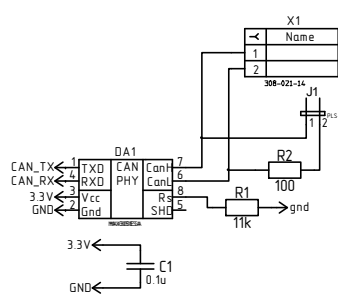 X1
Name
1
2
308-021-14
J1
PLS
1 2
DA1
CAN_TX 1 TXD CAN PHY CanH 7
CAN_RX 4 RXD CanL 6
3.3V 3 Vcc Rs 8
GND 2 Gnd SHD 5
R2
100
R1
11k
gnd
3.3V
C1
0.1u
GND